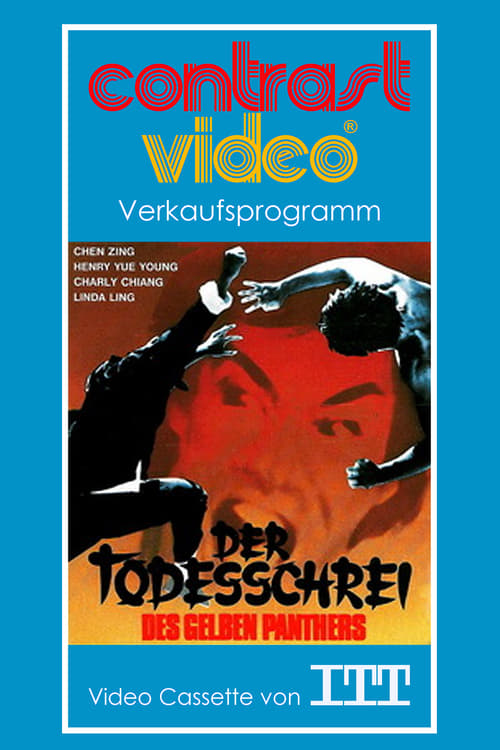 contrast
video®
Verkaufsprogramm
CHEN ZING
HENRY YUE YOUNG
CHARLY CHIANG
LINDA LING
DER
TODESSCHREI
DES GELBEN PANTHERS
Video Cassette von ITT